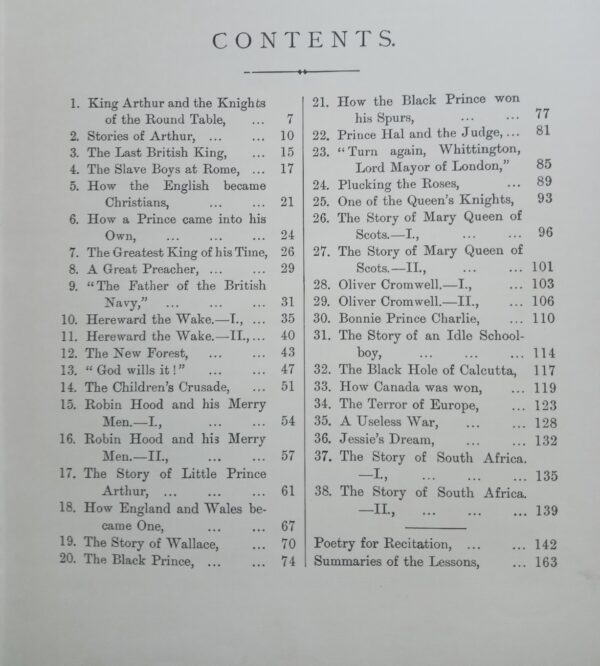 CONTENTS.
1. King Arthur and the Knights
of the Round Table, ... 7
2. Stories of Arthur, ... ... 10
3. The Last British King, ... 15
4. The Slave Boys at Rome, ... 17
5. How the English became
Christians, ... ... 21
6. How a Prince came into his
Own, ... ... ... 24
7. The Greatest King of his Time, 26
8. A Great Preacher, ... ... 29
9. "The Father of the British
Navy," ... ... ... 31
10. Hereward the Wake.—I., ... 35
11. Hereward the Wake.—II., ... 40
12. The New Forest, ... ... 43
13. "God wills it!" ... ... 47
14. The Children's Crusade, ... 51
15. Robin Hood and his Merry
Men.—I., ... ... 54
16. Robin Hood and his Merry
Men.—II., ... ... 57
17. The Story of Little Prince
Arthur, ... ... ... 61
18. How England and Wales be-
came One, ... ... 67
19. The Story of Wallace, ... 70
20. The Black Prince, ... ... 74
21. How the Black Prince won
his Spurs, ... ... 77
22. Prince Hal and the Judge, ... 81
23. "Turn again, Whittington,
Lord Mayor of London," 85
24. Plucking the Roses, ... 89
25. One of the Queen's Knights, 93
26. The Story of Mary Queen of
Scots.—I., ... ... 96
27. The Story of Mary Queen of
Scots.—II., ... ... 101
28. Oliver Cromwell.—I., ... 103
29. Oliver Cromwell.—II., ... 106
30. Bonnie Prince Charlie, ... 110
31. The Story of an Idle School-
boy, ... ... ... 114
32. The Black Hole of Calcutta, 117
33. How Canada was won, ... 119
34. The Terror of Europe, ... 123
35. A Useless War, ... ... 128
36. Jessie's Dream, ... ... 132
37. The Story of South Africa.
—I., ... ... ... 135
38. The Story of South Africa.
—II., ... ... ... 139
Poetry for Recitation, ... ... 142
Summaries of the Lessons, ... 163